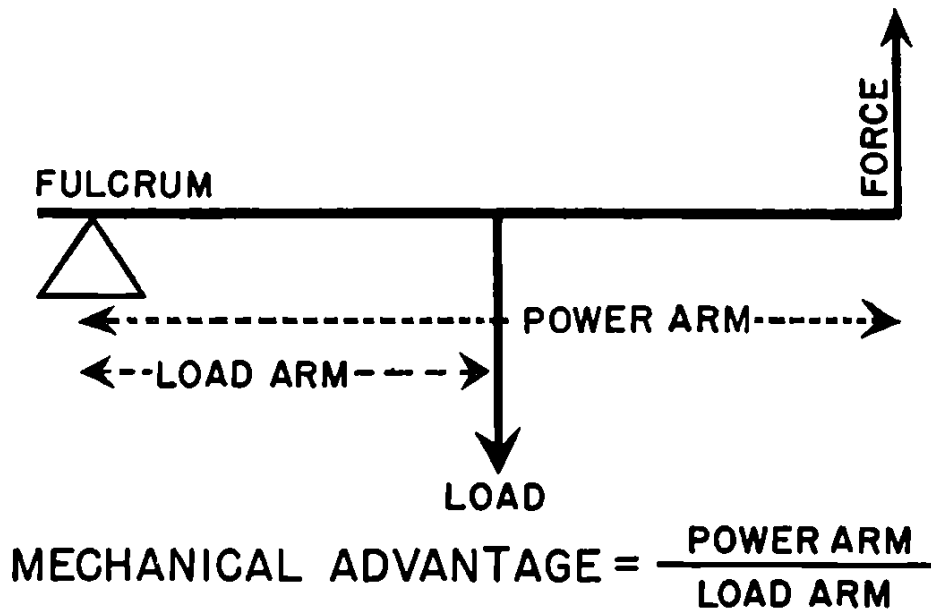 FORCE
FULCRUM
POWER ARM
LOAD ARM
LOAD
MECHANICAL ADVANTAGE = POWER ARM
LOAD ARM